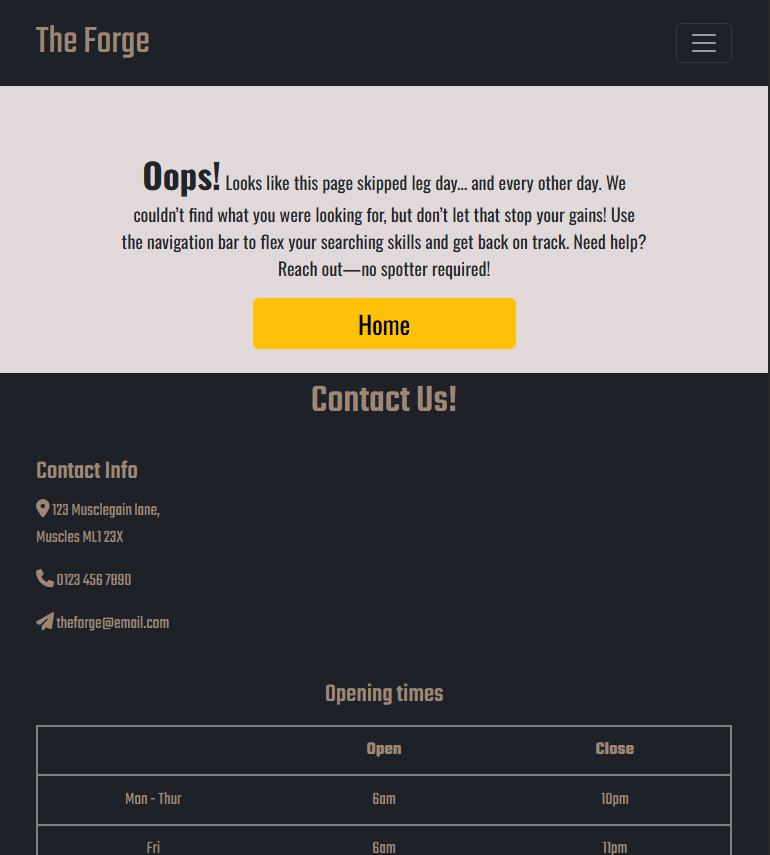 The Forge
Oops! Looks like this page skipped leg day... and every other day. We
couldn’t find what you were looking for, but don’t let that stop your gains! Use
the navigation bar to flex your searching skills and get back on track. Need help?
Reach out—no spotter required!
Home
Contact Us!
Contact Info
123 Musclegain lane,
Muscles ML1 23X
0123 456 7890
theforge@email.com
Opening times
Open Close
Mon - Thur 6am 10pm
Fri 6am 11pm